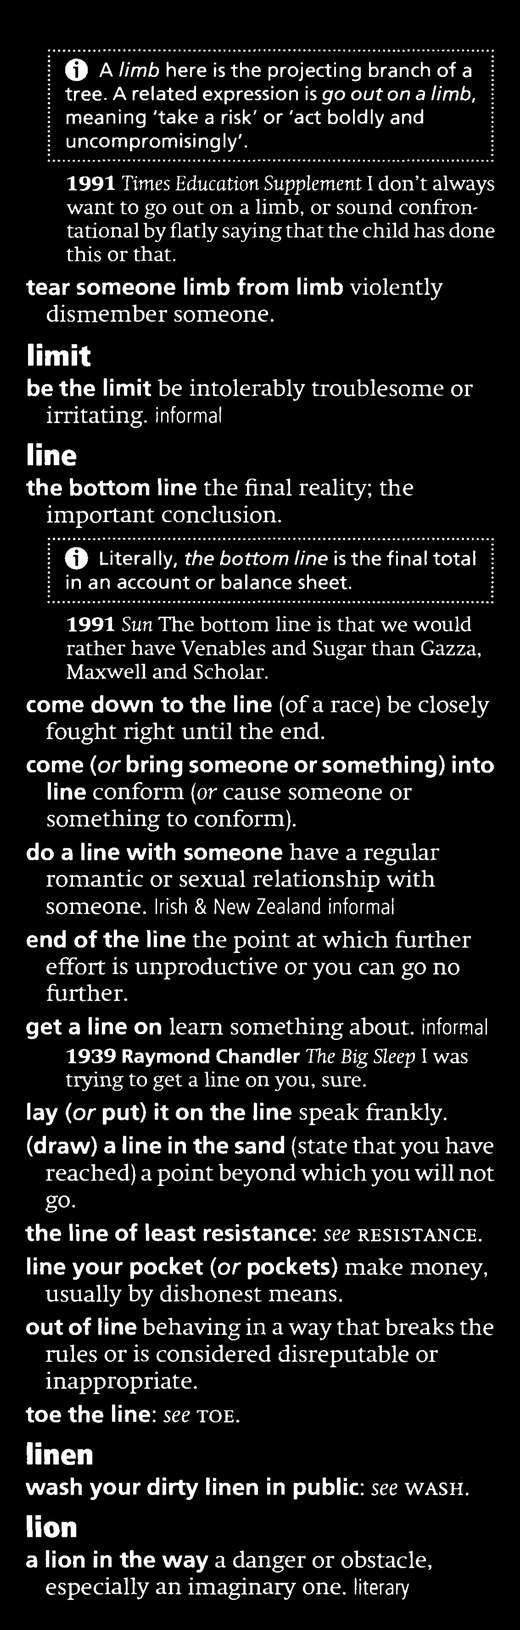 ⓘ A limb here is the projecting branch of a
tree. A related expression is go out on a limb,
meaning ‘take a risk’ or ‘act boldly and
uncompromisingly’.
1991 Times Education Supplement I don’t always
want to go out on a limb, or sound confron-
tational by flatly saying that the child has done
this or that.
tear someone limb from limb violently
dismember someone.
limit
be the limit be intolerably troublesome or
irritating. informal
line
the bottom line the final reality; the
important conclusion.
ⓘ Literally, the bottom line is the final total
in an account or balance sheet.
1991 Sun The bottom line is that we would
rather have Venables and Sugar than Gazza,
Maxwell and Scholar.
come down to the line (of a race) be closely
fought right until the end.
come (or bring someone or something) into
line conform (or cause someone or
something to conform).
do a line with someone have a regular
romantic or sexual relationship with
someone. Irish & New Zealand informal
end of the line the point at which further
effort is unproductive or you can go no
further.
get a line on learn something about. informal
1939 Raymond Chandler The Big Sleep I was
trying to get a line on you, sure.
lay (or put) it on the line speak frankly.
(draw) a line in the sand (state that you have
reached) a point beyond which you will not
go.
the line of least resistance: see RESISTANCE.
line your pocket (or pockets) make money,
usually by dishonest means.
out of line behaving in a way that breaks the
rules or is considered disreputable or
inappropriate.
toe the line: see TOE.
linen
wash your dirty linen in public: see WASH.
lion
a lion in the way a danger or obstacle,
especially an imaginary one. literary